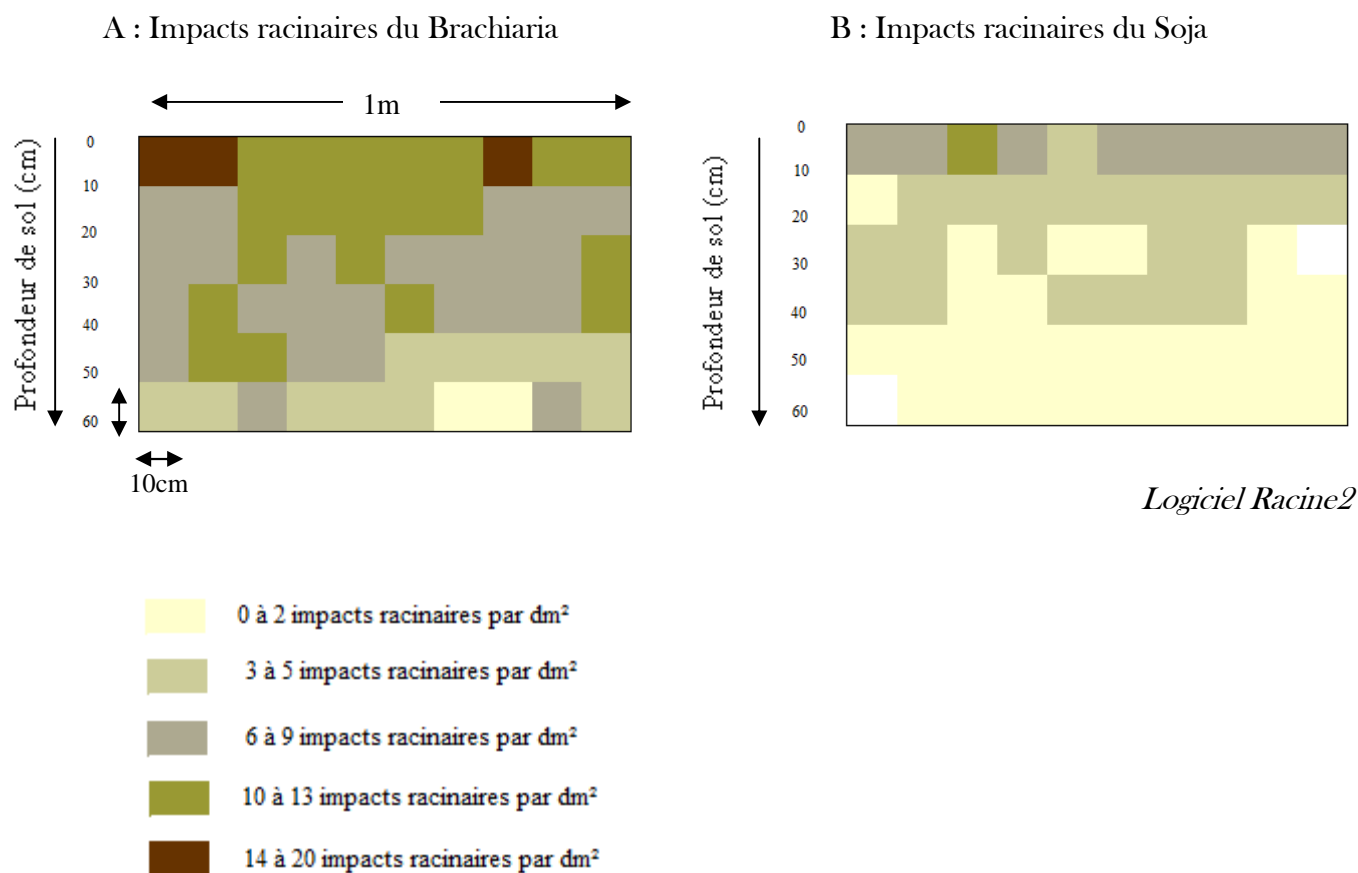 A : Impacts racinaires du Brachiaria
B : Impacts racinaires du Soja
1m
Profondeur de sol (cm)
0
10
20
30
40
50
60
10cm
Profondeur de sol (cm)
0
10
20
30
40
50
60
Logiciel Racine2
0 à 2 impacts racinaires par dm²
3 à 5 impacts racinaires par dm²
6 à 9 impacts racinaires par dm²
10 à 13 impacts racinaires par dm²
14 à 20 impacts racinaires par dm²